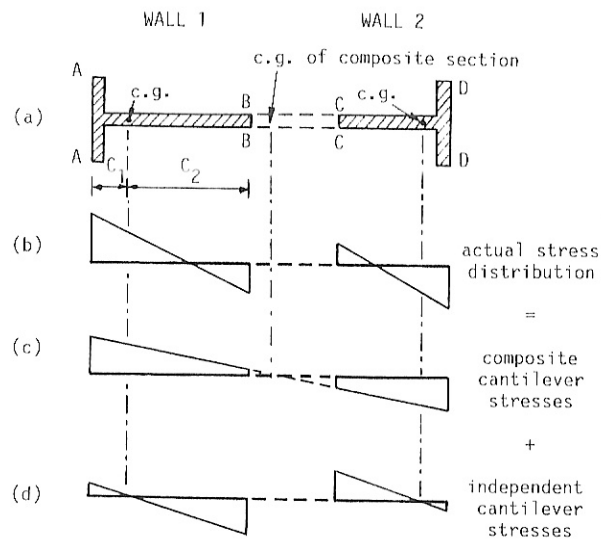 WALL 1 WALL 2
c.g. of composite section
A D
(a) c.g. B C c.g.
B C
A D
C1 C2
(b) actual stress
distribution
=
(c) composite
cantilever
stresses
+
(d) independent
cantilever
stresses